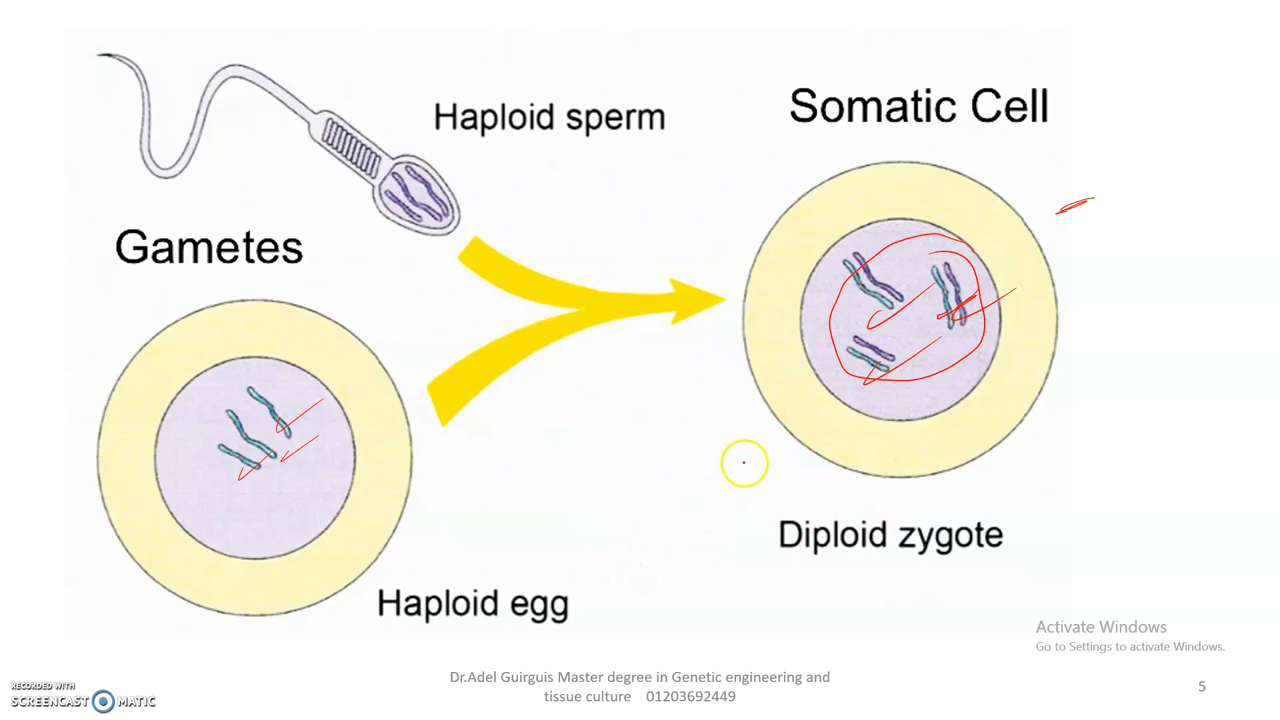 Haploid sperm
Somatic Cell
Gametes
Diploid zygote
Haploid egg
Activate Windows
Go to Settings to activate Windows.
Dr.Adel Guirguis Master degree in Genetic engineering and
tissue culture 01203692449
5
RECORDED WITH
SCREENCAST MATIC